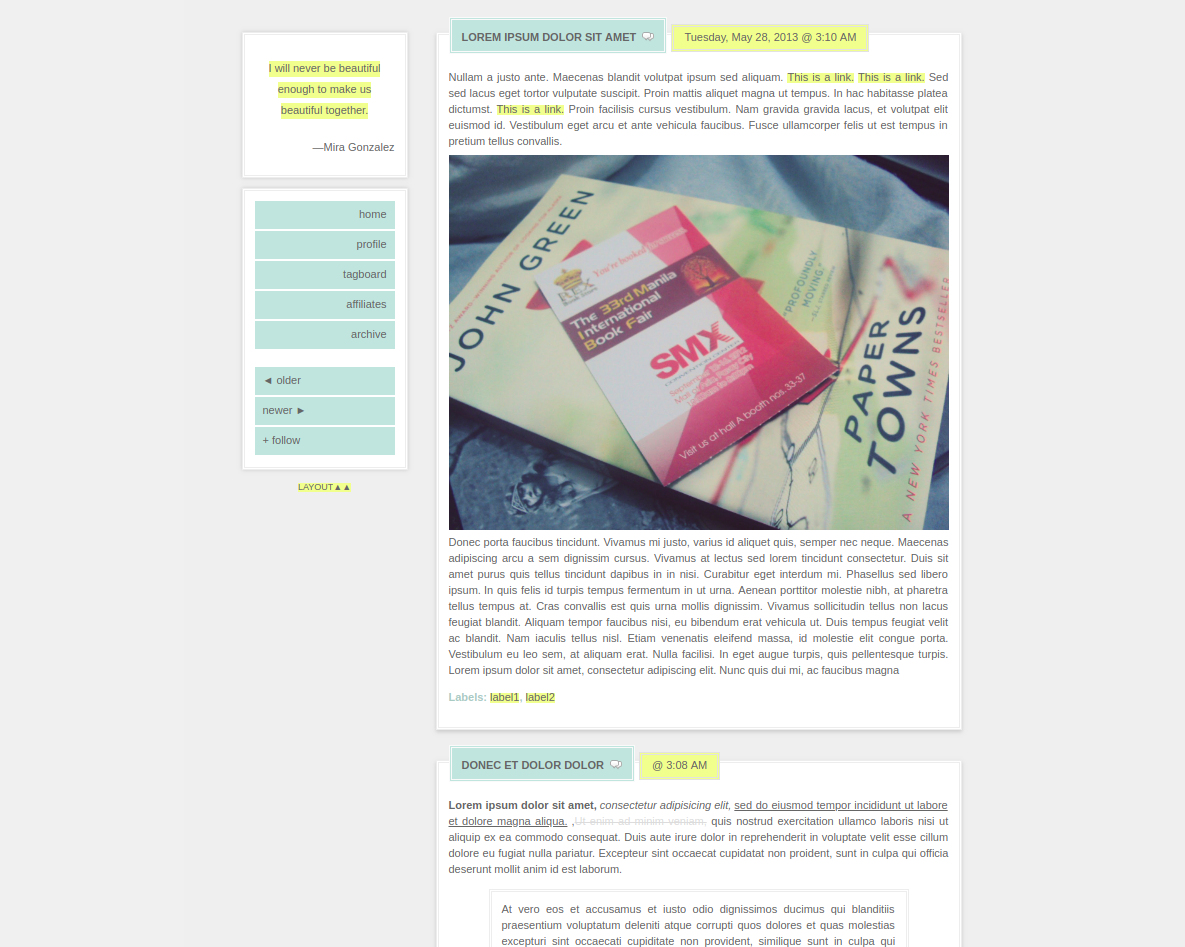 I will never be beautiful
enough to make us
beautiful together.
—Mira Gonzalez
home
profile
tagboard
affiliates
archive
◄ older
newer ►
+ follow
LAYOUT▲▲
LOREM IPSUM DOLOR SIT AMET
Tuesday, May 28, 2013 @ 3:10 AM
Nullam a justo ante. Maecenas blandit volutpat ipsum sed aliquam. This is a link. This is a link. Sed
sed lacus eget tortor vulputate suscipit. Proin mattis aliquet magna ut tempus. In hac habitasse platea
dictumst. This is a link. Proin facilisis cursus vestibulum. Nam gravida gravida lacus, et volutpat elit
euismod id. Vestibulum eget arcu et ante vehicula faucibus. Fusce ullamcorper felis ut est tempus in
pretium tellus convallis.
JOHN GREEN
You're booked
The 33rd Manila
International
Book Fair
SMX
Visit us at hall A booth nos. 33-37
"PROFOUNDLY
MOVING."
PAPER
TOWNS
A NEW YORK TIMES BESTSELLER
Donec porta faucibus tincidunt. Vivamus mi justo, varius id aliquet quis, semper nec neque. Maecenas
adipiscing arcu a sem dignissim cursus. Vivamus at lectus sed lorem tincidunt consectetur. Duis sit
amet purus quis tellus tincidunt dapibus in in nisi. Curabitur eget interdum mi. Phasellus sed libero
ipsum. In quis felis id turpis tempus fermentum in ut urna. Aenean porttitor molestie nibh, at pharetra
tellus tempus at. Cras convallis est quis urna mollis dignissim. Vivamus sollicitudin tellus non lacus
feugiat blandit. Aliquam tempor faucibus nisi, eu bibendum erat vehicula ut. Duis tempus feugiat velit
ac blandit. Nam iaculis tellus nisl. Etiam venenatis eleifend massa, id molestie elit congue porta.
Vestibulum eu leo sem, at aliquam erat. Nulla facilisi. In eget augue turpis, quis pellentesque turpis.
Lorem ipsum dolor sit amet, consectetur adipiscing elit. Nunc quis dui mi, ac faucibus magna
Labels: label1, label2
DONEC ET DOLOR DOLOR
@ 3:08 AM
Lorem ipsum dolor sit amet, consectetur adipisicing elit, sed do eiusmod tempor incididunt ut labore
et dolore magna aliqua. ,Ut enim ad minim veniam, quis nostrud exercitation ullamco laboris nisi ut
aliquip ex ea commodo consequat. Duis aute irure dolor in reprehenderit in voluptate velit esse cillum
dolore eu fugiat nulla pariatur. Excepteur sint occaecat cupidatat non proident, sunt in culpa qui officia
deserunt mollit anim id est laborum.
At vero eos et accusamus et iusto odio dignissimos ducimus qui blanditiis
praesentium voluptatum deleniti atque corrupti quos dolores et quas molestias
excepturi sint occaecati cupiditate non provident, similique sunt in culpa qui